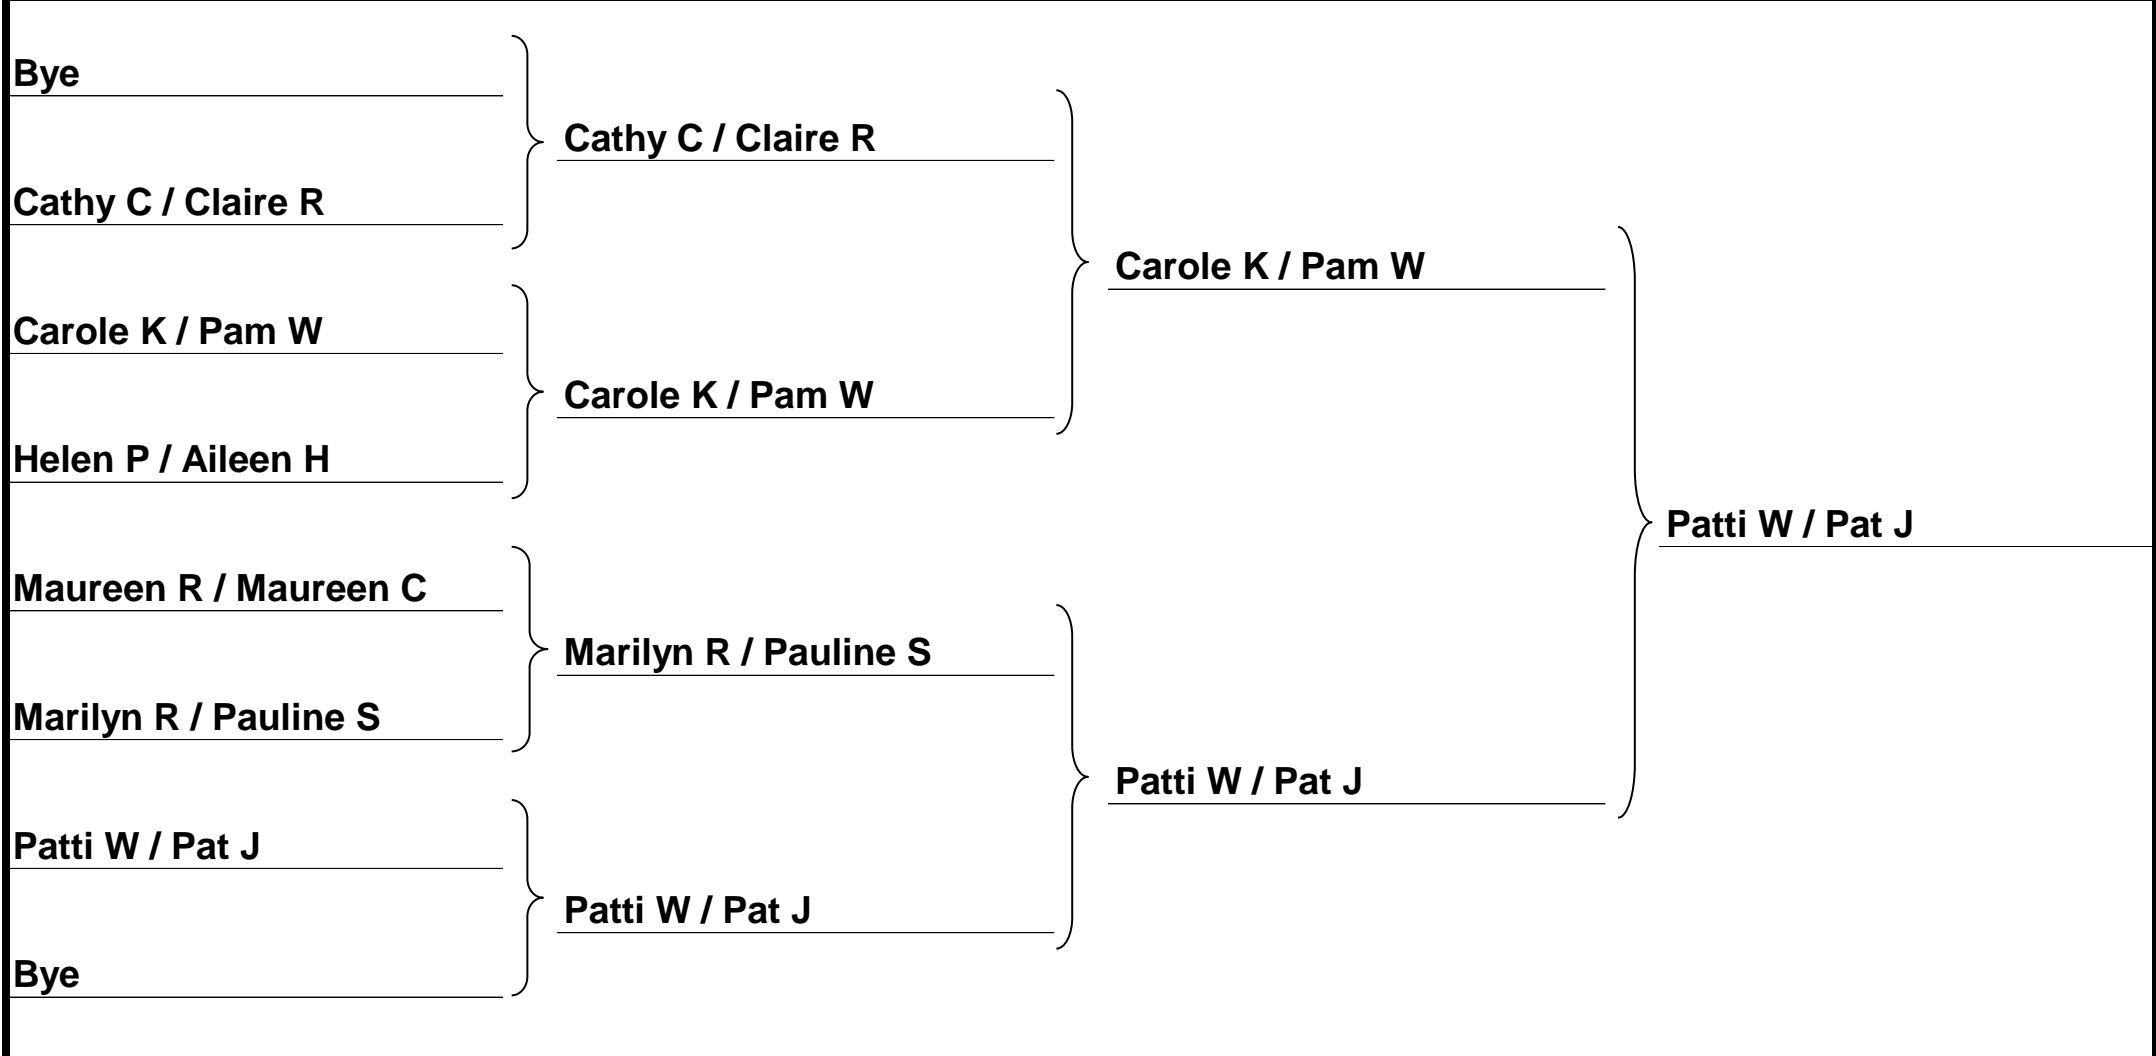 Bye
Cathy C / Claire R
Carole K / Pam W
Helen P / Aileen H
Maureen R / Maureen C
Marilyn R / Pauline S
Patti W / Pat J
Bye
Cathy C / Claire R
Carole K / Pam W
Marilyn R / Pauline S
Patti W / Pat J
Carole K / Pam W
Patti W / Pat J
Patti W / Pat J